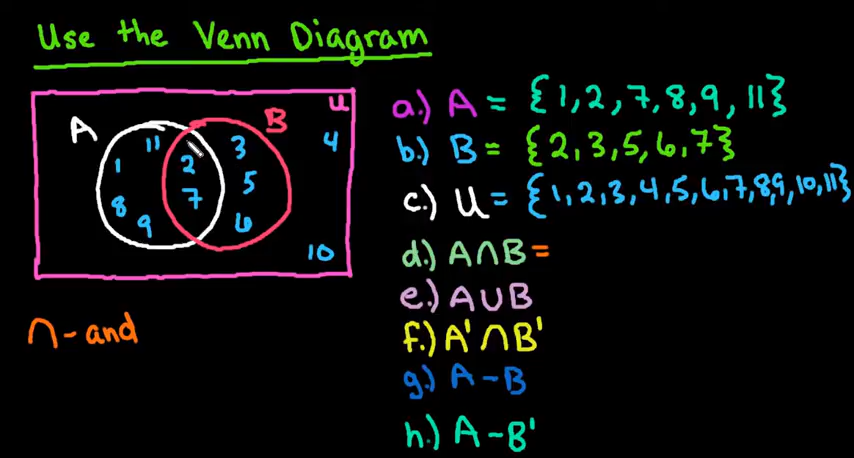 Use the Venn Diagram
U
A
B
11
3
4
1
2
5
8
7
9
6
10
∩ - and
a.) A = {1, 2, 7, 8, 9, 11}
b.) B = {2, 3, 5, 6, 7}
c.) U = {1, 2, 3, 4, 5, 6, 7, 8, 9, 10, 11}
d.) A∩B =
e.) A∪B
f.) A' ∩ B'
g.) A - B
h.) A - B'